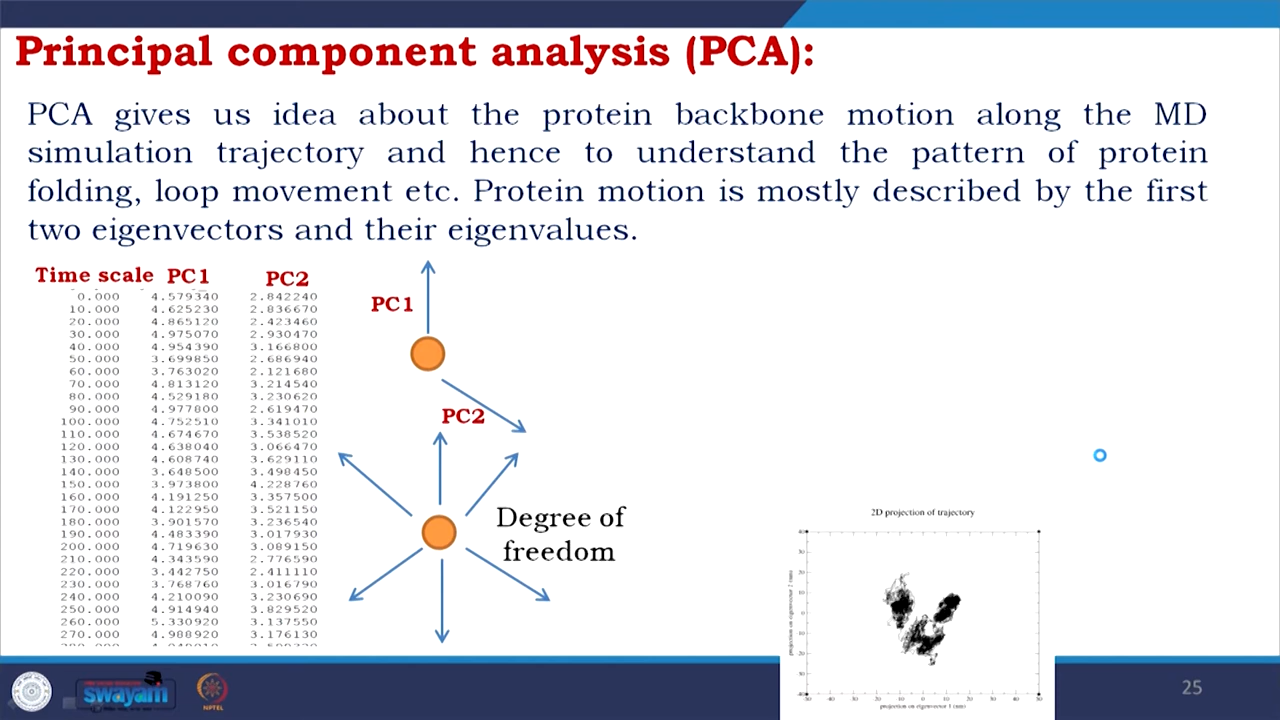 Principal component analysis (PCA):
PCA gives us idea about the protein backbone motion along the MD
simulation trajectory and hence to understand the pattern of protein
folding, loop movement etc. Protein motion is mostly described by the first
two eigenvectors and their eigenvalues.
Time scale PC1 PC2
0.000 4.579340 2.842240
10.000 4.625230 2.836670
20.000 4.865120 2.423460
30.000 4.975070 2.930470
40.000 4.954390 3.166800
50.000 3.699850 2.686940
60.000 3.763020 2.121680
70.000 4.813120 3.214540
80.000 4.529180 3.230620
90.000 4.977800 2.619470
100.000 4.752510 3.341010
110.000 4.674670 3.538520
120.000 4.638040 3.066470
130.000 4.608740 3.629110
140.000 3.648500 3.498450
150.000 3.973800 4.228760
160.000 4.191250 3.357500
170.000 4.122950 3.521150
180.000 3.901570 3.236540
190.000 4.483390 3.017930
200.000 4.719630 3.089150
210.000 4.343590 2.776590
220.000 3.442750 2.411110
230.000 3.768760 3.016790
240.000 4.210090 3.230690
250.000 4.914940 3.829520
260.000 5.330920 3.137550
270.000 4.988920 3.176130
PC1
PC2
Degree of
freedom
2D projection of trajectory
projection on eigenvector 2 (nm)
projection on eigenvector 1 (nm)
swayam
NPTEL
25